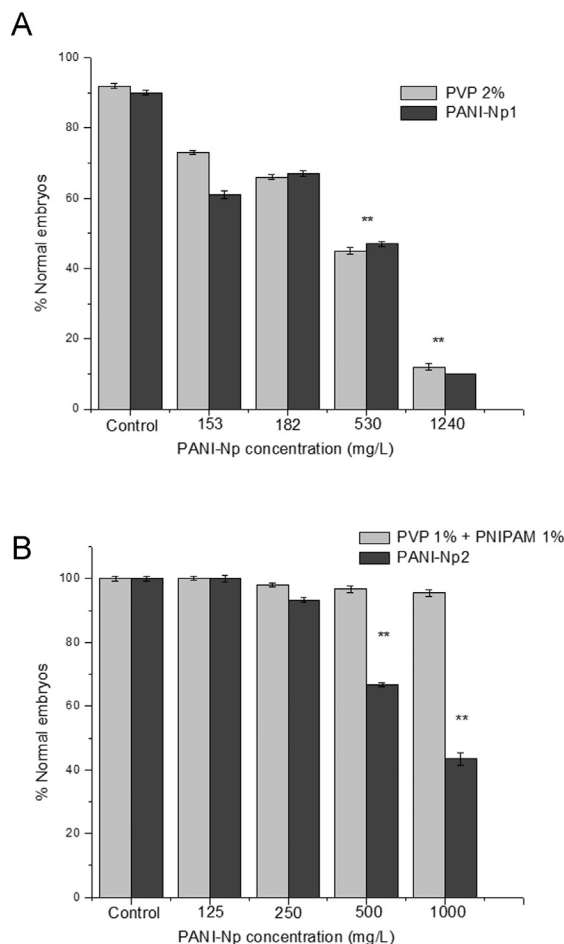 A
100
80
60
40
20
0
% Normal embryos
PVP 2%
PANI-Np1
**
**
Control 153 182 530 1240
PANI-Np concentration (mg/L)
B
100
80
60
40
20
0
% Normal embryos
PVP 1% + PNIPAM 1%
PANI-Np2
**
**
Control 125 250 500 1000
PANI-Np concentration (mg/L)